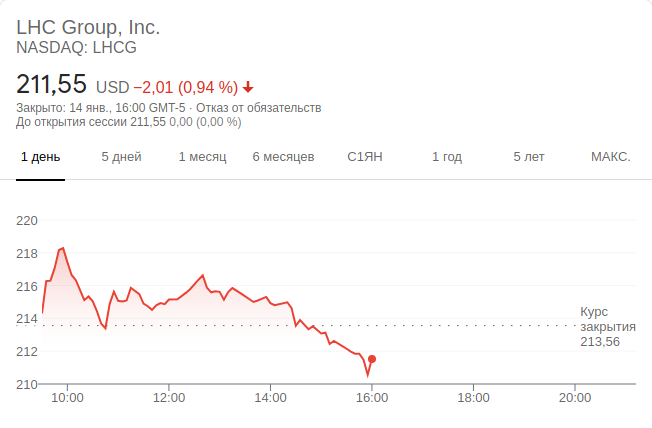 LHC Group, Inc.
NASDAQ: LHCG
211,55 USD −2,01 (0,94 %)
Закрыто: 14 янв., 16:00 GMT-5 · Отказ от обязательств
До открытия сессии 211,55 0,00 (0,00 %)
1 день 5 дней 1 месяц 6 месяцев С1ЯН 1 год 5 лет МАКС.
220
218
216
214
212
210
Курс
закрытия
213,56
10:00 12:00 14:00 16:00 18:00 20:00